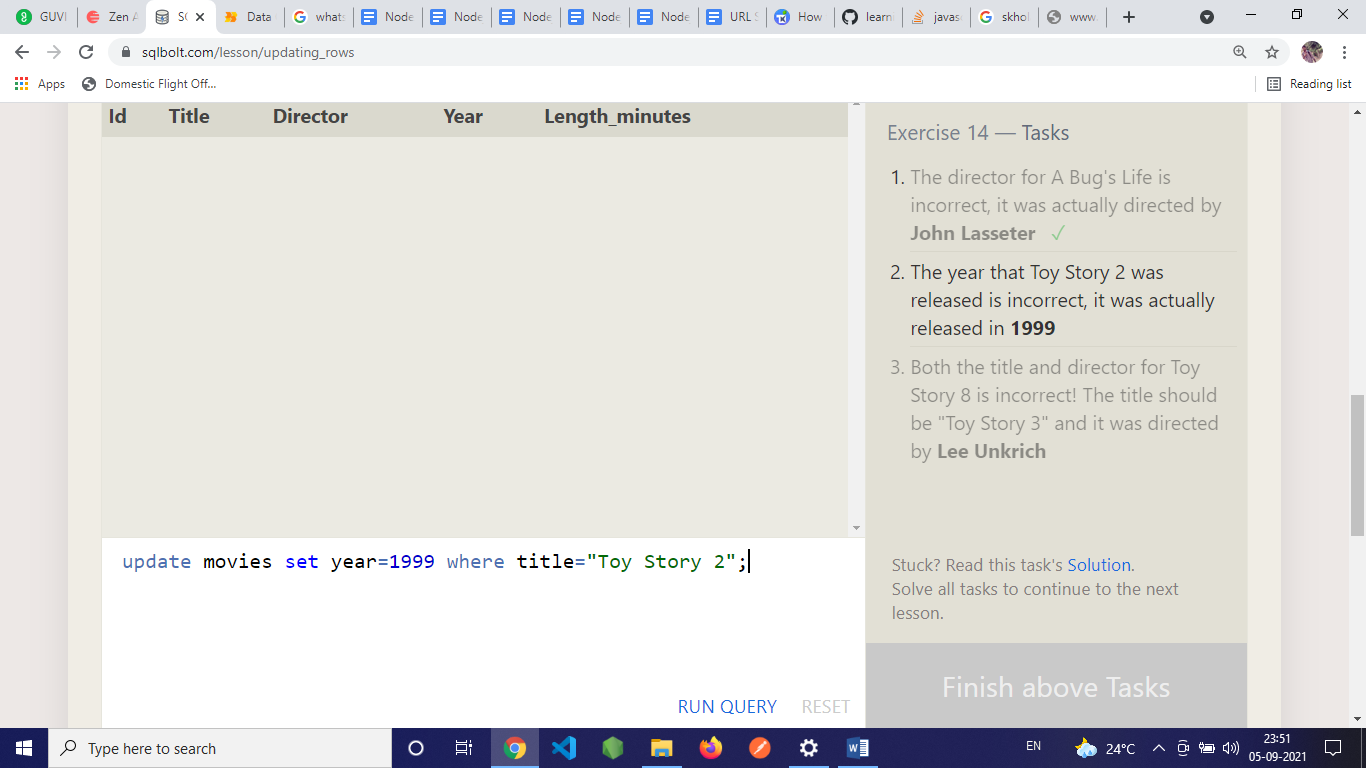 GUVI
Zen A
SQ
Data
whats
Node
Node
Node
Node
Node
URL S
How
learn
javas
skhol
www.
sqlbolt.com/lesson/updating_rows
Apps
Domestic Flight Off...
Reading list
Id Title Director Year Length_minutes
Exercise 14 — Tasks
1. The director for A Bug's Life is
incorrect, it was actually directed by
John Lasseter ✓
2. The year that Toy Story 2 was
released is incorrect, it was actually
released in 1999
3. Both the title and director for Toy
Story 8 is incorrect! The title should
be "Toy Story 3" and it was directed
by Lee Unkrich
update movies set year=1999 where title="Toy Story 2";
Stuck? Read this task's Solution.
Solve all tasks to continue to the next
lesson.
RUN QUERY RESET
Finish above Tasks
Type here to search
EN
24°C
23:51
05-09-2021